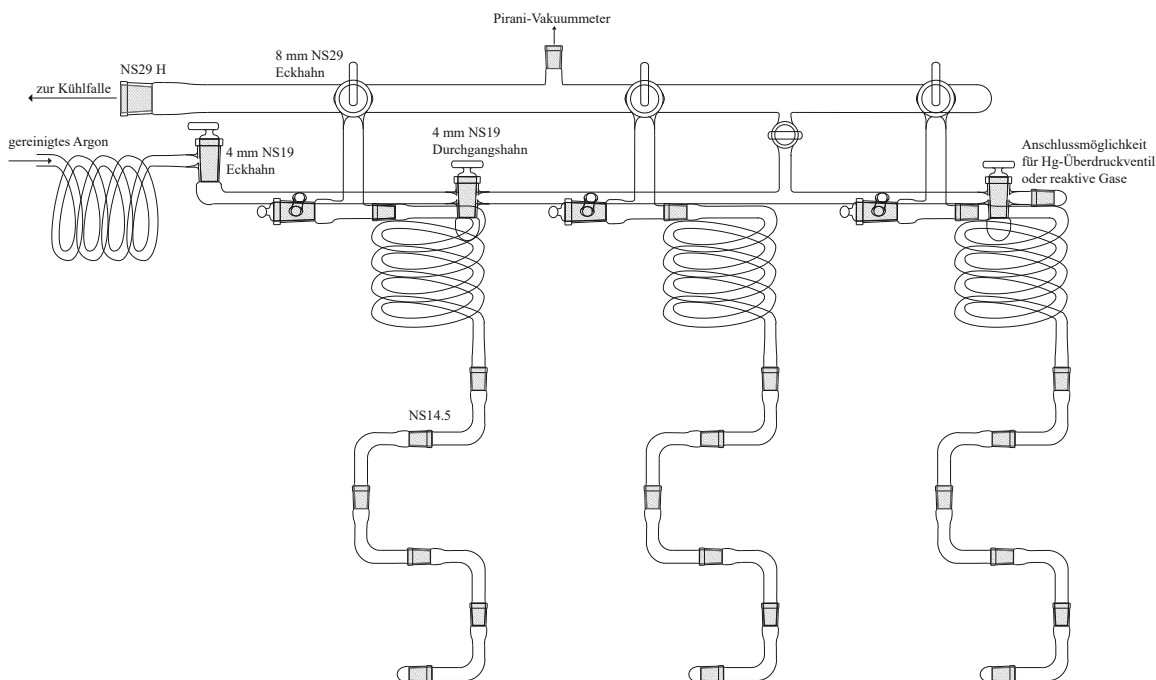 Pirani-Vakuummeter
8 mm NS29
Eckhahn
NS29 H
zur Kühlfalle
gereinigtes Argon
4 mm NS19
Eckhahn
4 mm NS19
Durchgangshahn
Anschlussmöglichkeit
für Hg-Überdruckventil
oder reaktive Gase
NS14.5